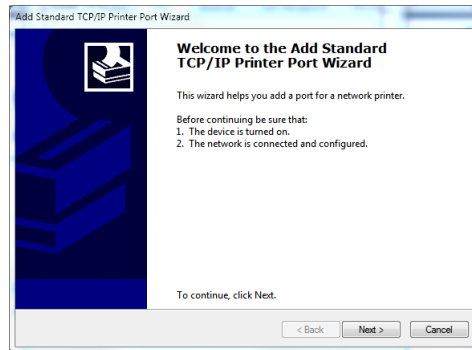 Add Standard TCP/IP Printer Port Wizard
Welcome to the Add Standard
TCP/IP Printer Port Wizard
This wizard helps you add a port for a network printer.
Before continuing be sure that:
1. The device is turned on.
2. The network is connected and configured.
To continue, click Next.
< Back Next > Cancel